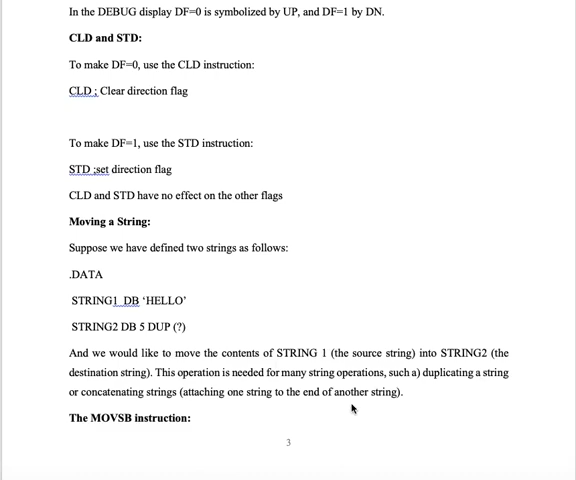 In the DEBUG display DF=0 is symbolized by UP, and DF=1 by DN.
CLD and STD:
To make DF=0, use the CLD instruction:
CLD ; Clear direction flag
To make DF=1, use the STD instruction:
STD ;set direction flag
CLD and STD have no effect on the other flags
Moving a String:
Suppose we have defined two strings as follows:
.DATA
STRING1 DB ‘HELLO’
STRING2 DB 5 DUP (?)
And we would like to move the contents of STRING 1 (the source string) into STRING2 (the
destination string). This operation is needed for many string operations, such a) duplicating a string
or concatenating strings (attaching one string to the end of another string).
The MOVSB instruction:
3